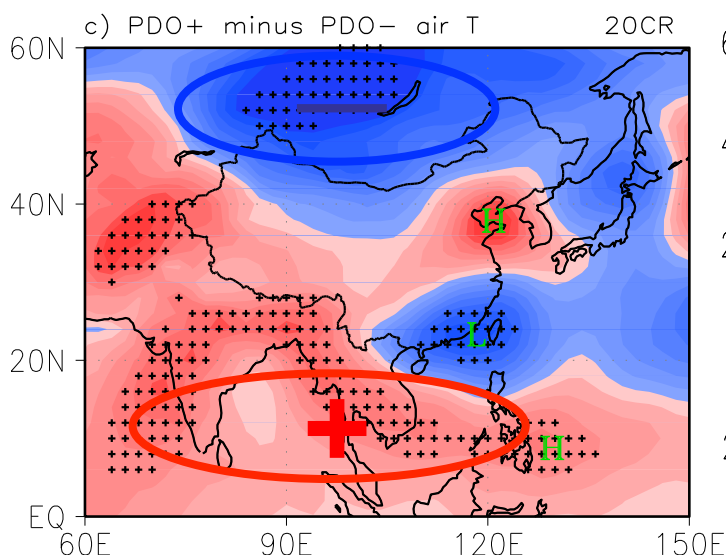 c) PDO+ minus PDO- air T 20CR
60N
40N
H
L
20N
H
EQ
60E 90E 120E 150E